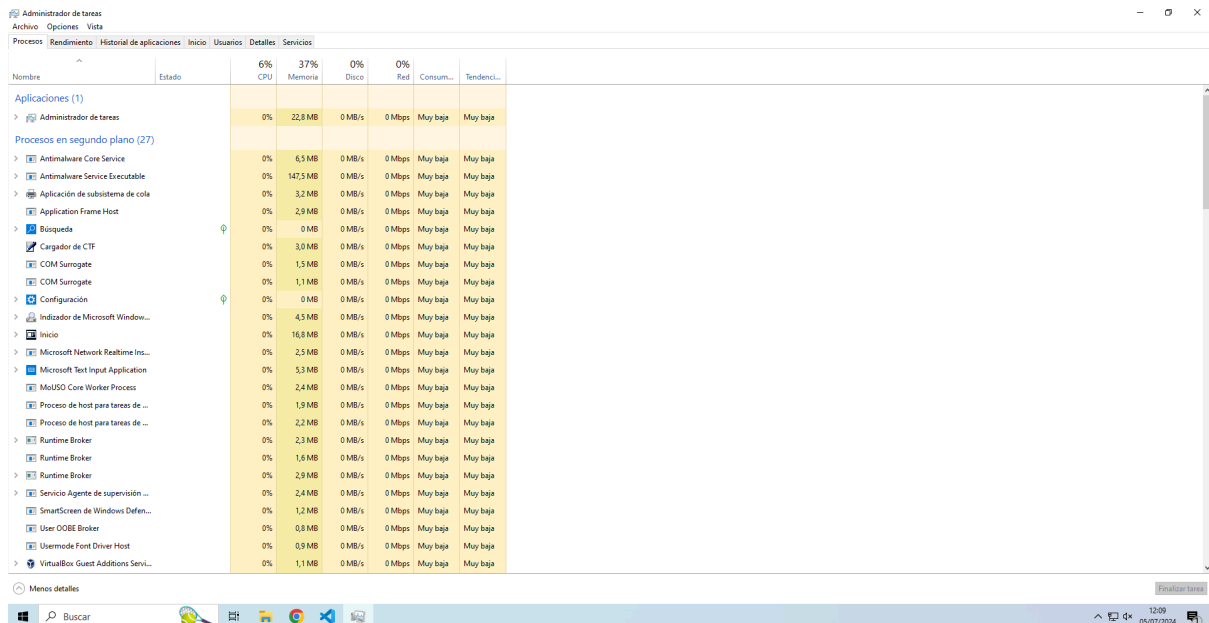 Administrador de tareas
Archivo Opciones Vista
Procesos Rendimiento Historial de aplicaciones Inicio Usuarios Detalles Servicios
6% 37% 0% 0%
Nombre Estado CPU Memoria Disco Red Consum... Tendenci...
Aplicaciones (1)
Administrador de tareas 0% 22,8 MB 0 MB/s 0 Mbps Muy baja Muy baja
Procesos en segundo plano (27)
Antimalware Core Service 0% 6,5 MB 0 MB/s 0 Mbps Muy baja Muy baja
Antimalware Service Executable 0% 147,5 MB 0 MB/s 0 Mbps Muy baja Muy baja
Aplicación de subsistema de cola 0% 3,2 MB 0 MB/s 0 Mbps Muy baja Muy baja
Application Frame Host 0% 2,9 MB 0 MB/s 0 Mbps Muy baja Muy baja
Búsqueda 0% 0 MB 0 MB/s 0 Mbps Muy baja Muy baja
Cargador de CTF 0% 3,0 MB 0 MB/s 0 Mbps Muy baja Muy baja
COM Surrogate 0% 1,5 MB 0 MB/s 0 Mbps Muy baja Muy baja
COM Surrogate 0% 1,1 MB 0 MB/s 0 Mbps Muy baja Muy baja
Configuración 0% 0 MB 0 MB/s 0 Mbps Muy baja Muy baja
Indizador de Microsoft Window... 0% 4,5 MB 0 MB/s 0 Mbps Muy baja Muy baja
Inicio 0% 16,8 MB 0 MB/s 0 Mbps Muy baja Muy baja
Microsoft Network Realtime Ins... 0% 2,5 MB 0 MB/s 0 Mbps Muy baja Muy baja
Microsoft Text Input Application 0% 5,3 MB 0 MB/s 0 Mbps Muy baja Muy baja
MoUSO Core Worker Process 0% 2,4 MB 0 MB/s 0 Mbps Muy baja Muy baja
Proceso de host para tareas de ... 0% 1,9 MB 0 MB/s 0 Mbps Muy baja Muy baja
Proceso de host para tareas de ... 0% 2,2 MB 0 MB/s 0 Mbps Muy baja Muy baja
Runtime Broker 0% 2,3 MB 0 MB/s 0 Mbps Muy baja Muy baja
Runtime Broker 0% 1,6 MB 0 MB/s 0 Mbps Muy baja Muy baja
Runtime Broker 0% 2,9 MB 0 MB/s 0 Mbps Muy baja Muy baja
Servicio Agente de supervisión ... 0% 2,4 MB 0 MB/s 0 Mbps Muy baja Muy baja
SmartScreen de Windows Defen... 0% 1,2 MB 0 MB/s 0 Mbps Muy baja Muy baja
User OOBE Broker 0% 0,8 MB 0 MB/s 0 Mbps Muy baja Muy baja
Usermode Font Driver Host 0% 0,9 MB 0 MB/s 0 Mbps Muy baja Muy baja
VirtualBox Guest Additions Servi... 0% 1,1 MB 0 MB/s 0 Mbps Muy baja Muy baja
Menos detalles Finalizar tarea
Buscar 12:09
05/07/2024